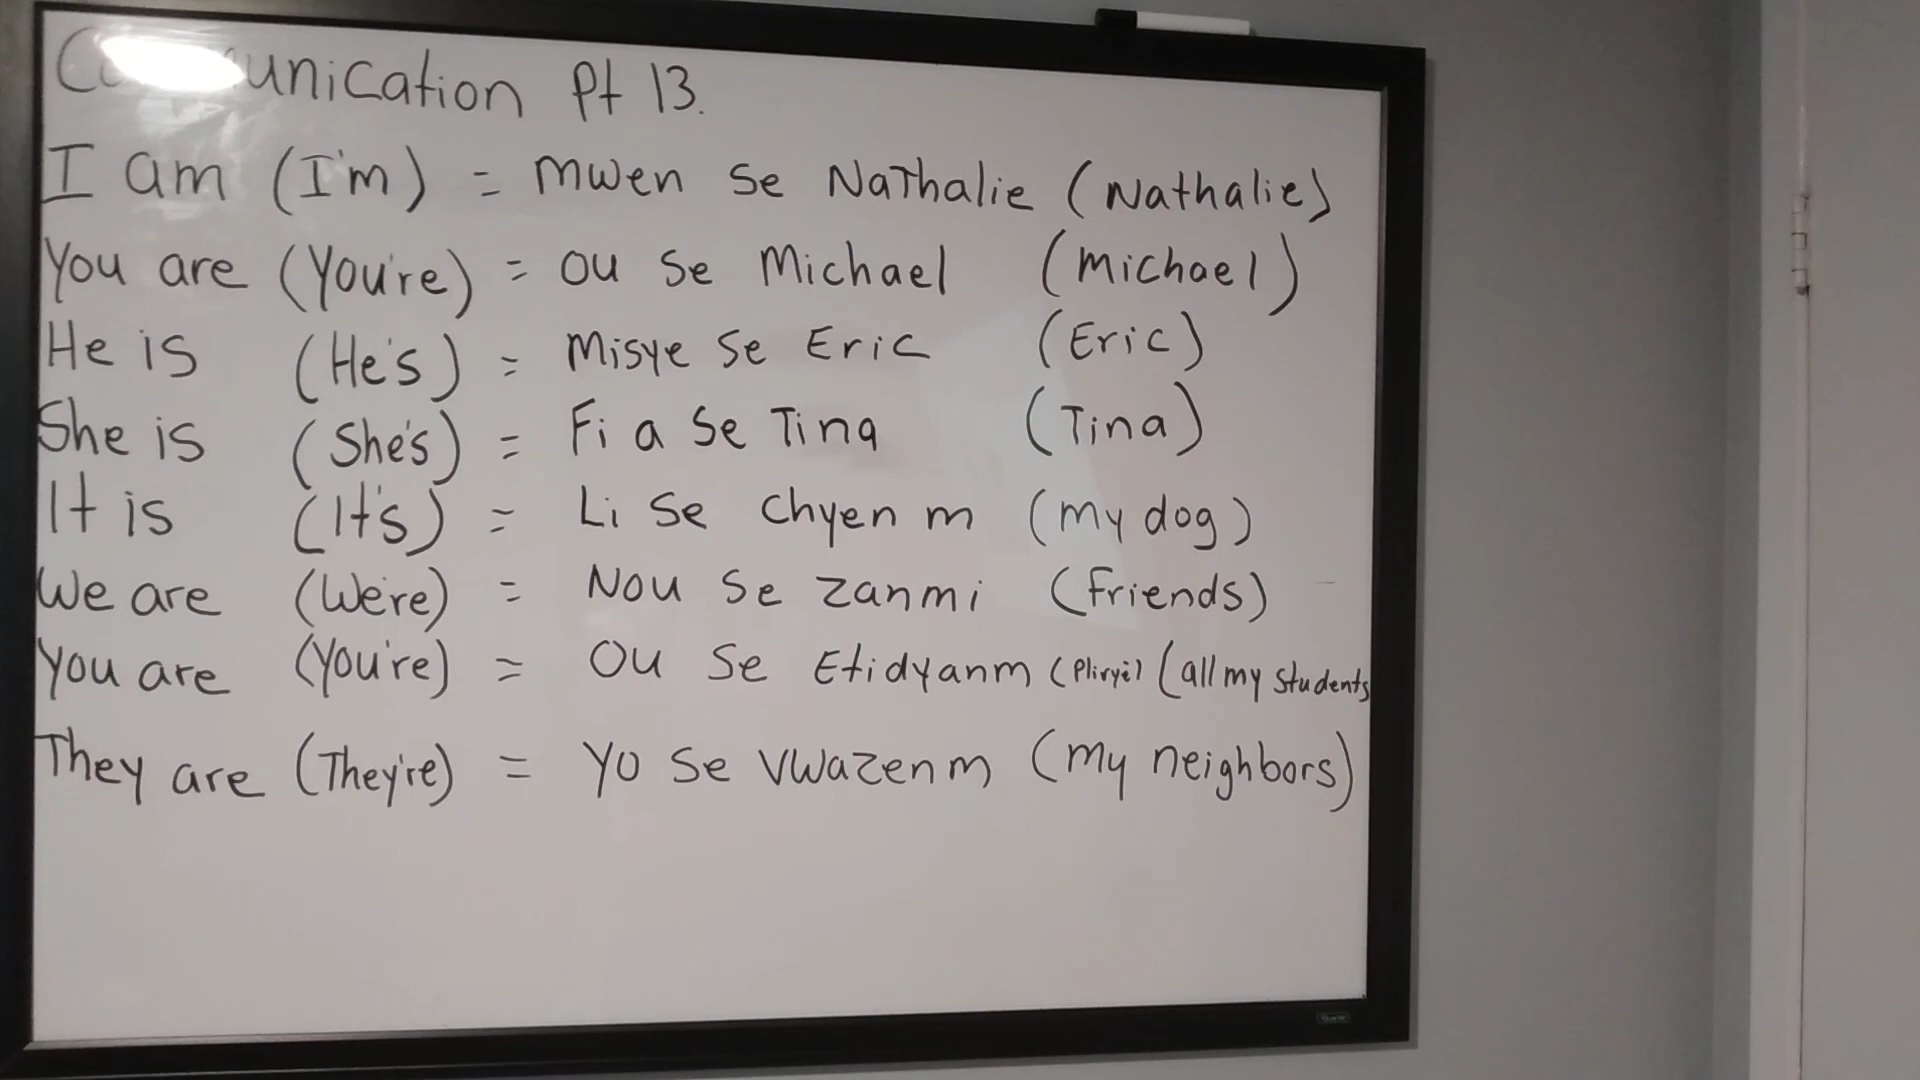 Communication Pt 13.
I am (I'm) = Mwen se Nathalie (Nathalie)
You are (You're) = ou se Michael (Michael)
He is (He's) = Misye se Eric (Eric)
She is (She's) = Fi a se Tina (Tina)
It is (It's) = Li se chyen m (my dog)
We are (We're) = Nou se zanmi (friends)
You are (You're) = Ou se Etidyanm (Pliryèl) (all my students
They are (They're) = Yo se vwazenm (my neighbors)